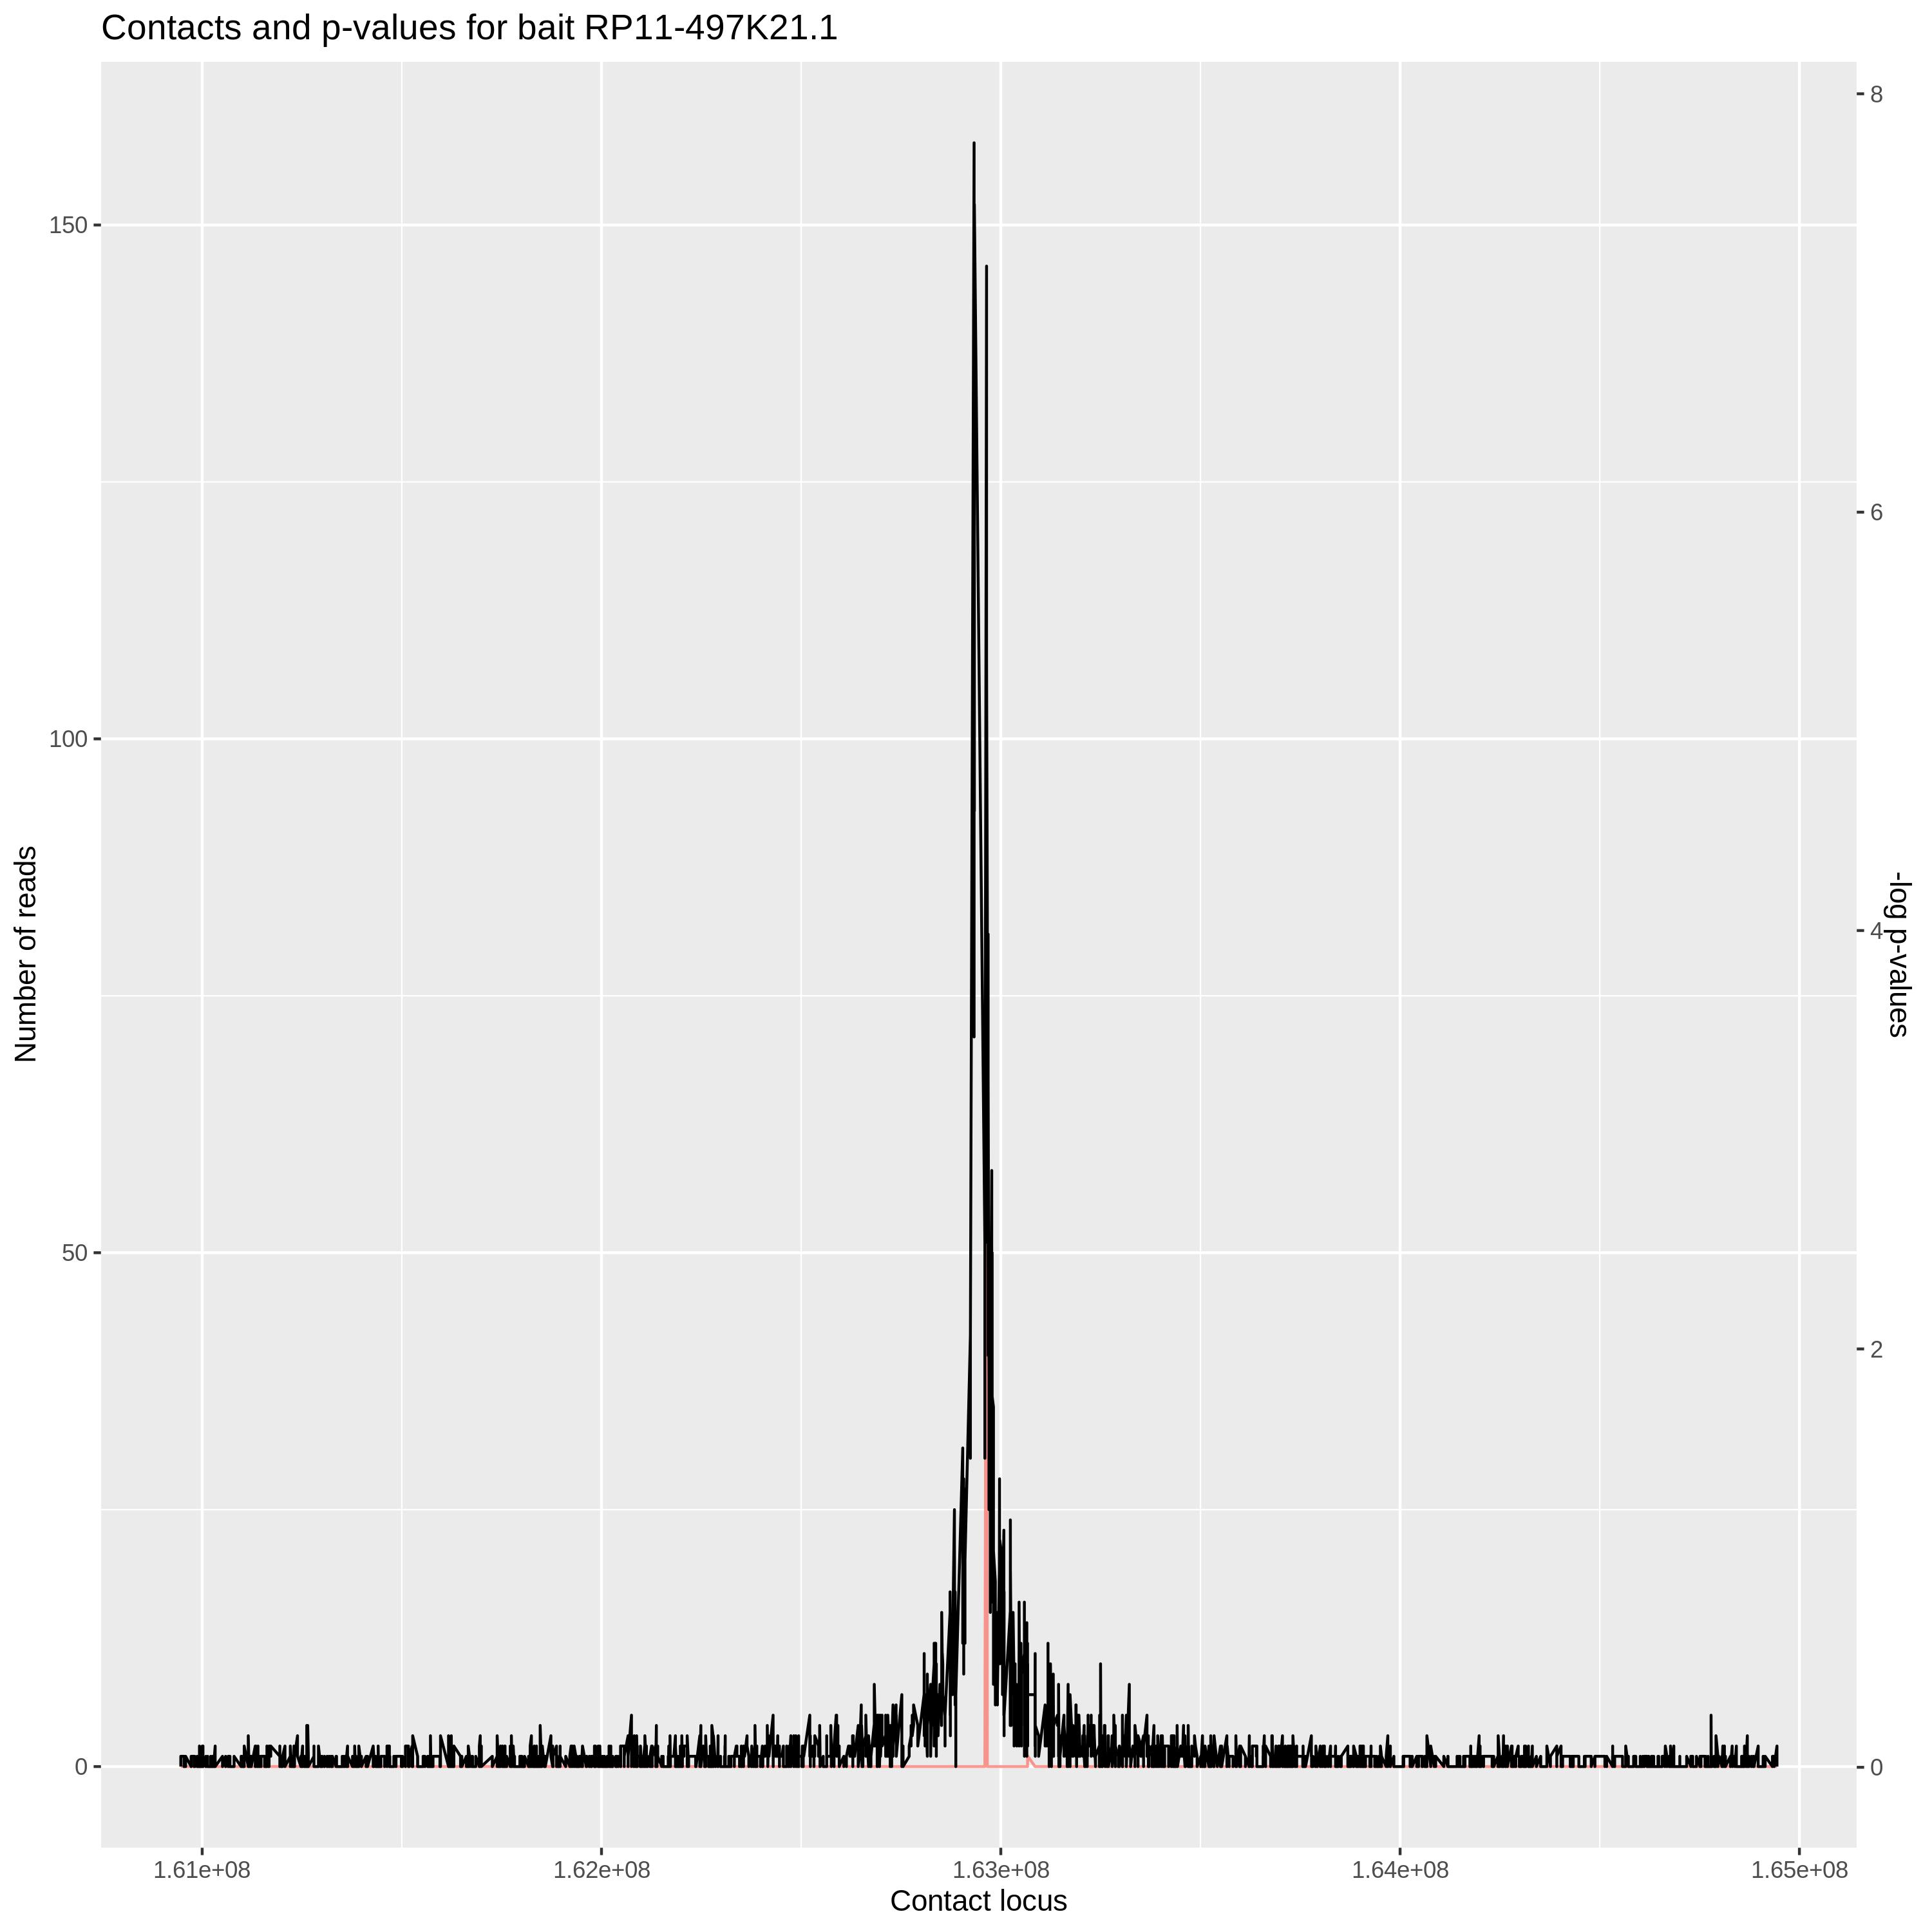 Contacts and p-values for bait RP11-497K21.1
150
100
50
0
8
6
4
2
0
Number of reads
-log p-values
1.61e+08
1.62e+08
1.63e+08
1.64e+08
1.65e+08
Contact locus